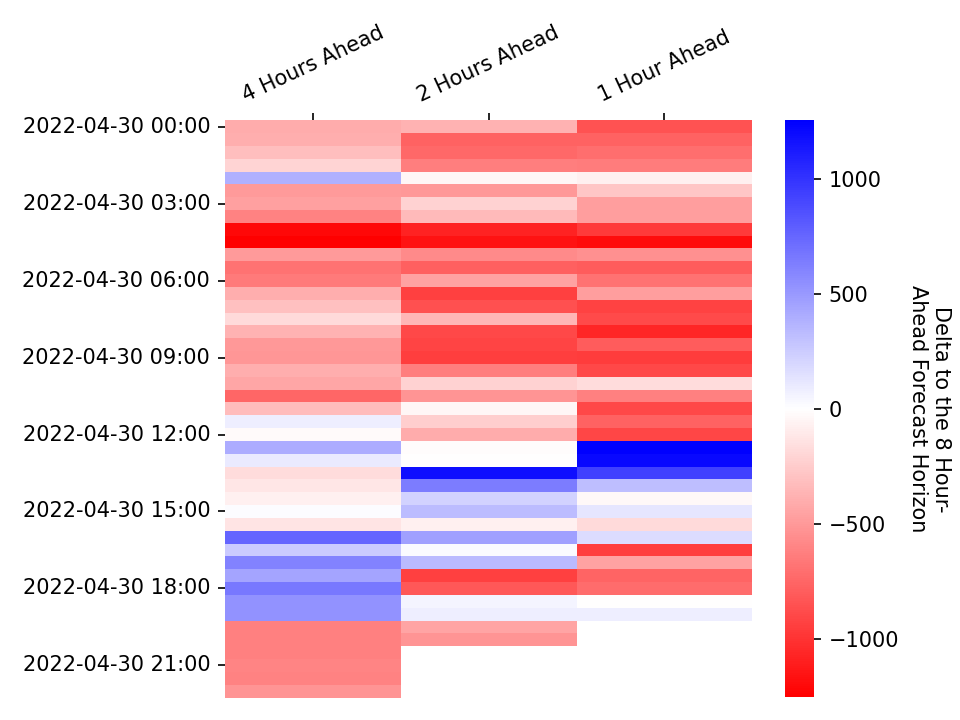 4 Hours Ahead
2 Hours Ahead
1 Hour Ahead
2022-04-30 00:00
2022-04-30 03:00
2022-04-30 06:00
2022-04-30 09:00
2022-04-30 12:00
2022-04-30 15:00
2022-04-30 18:00
2022-04-30 21:00
1000
500
0
−500
−1000
Delta to the 8 Hour-
Ahead Forecast Horizon